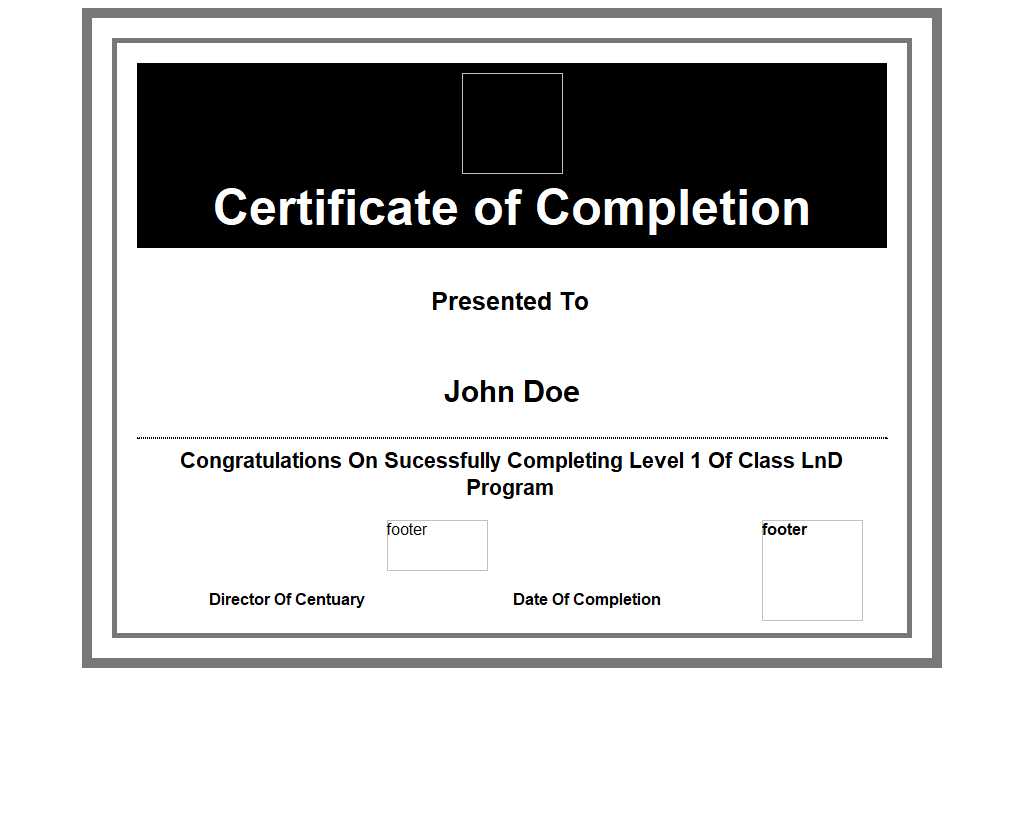 Certificate of Completion
Presented To
John Doe
Congratulations On Sucessfully Completing Level 1 Of Class LnD
Program
footer
footer
Director Of Centuary
Date Of Completion